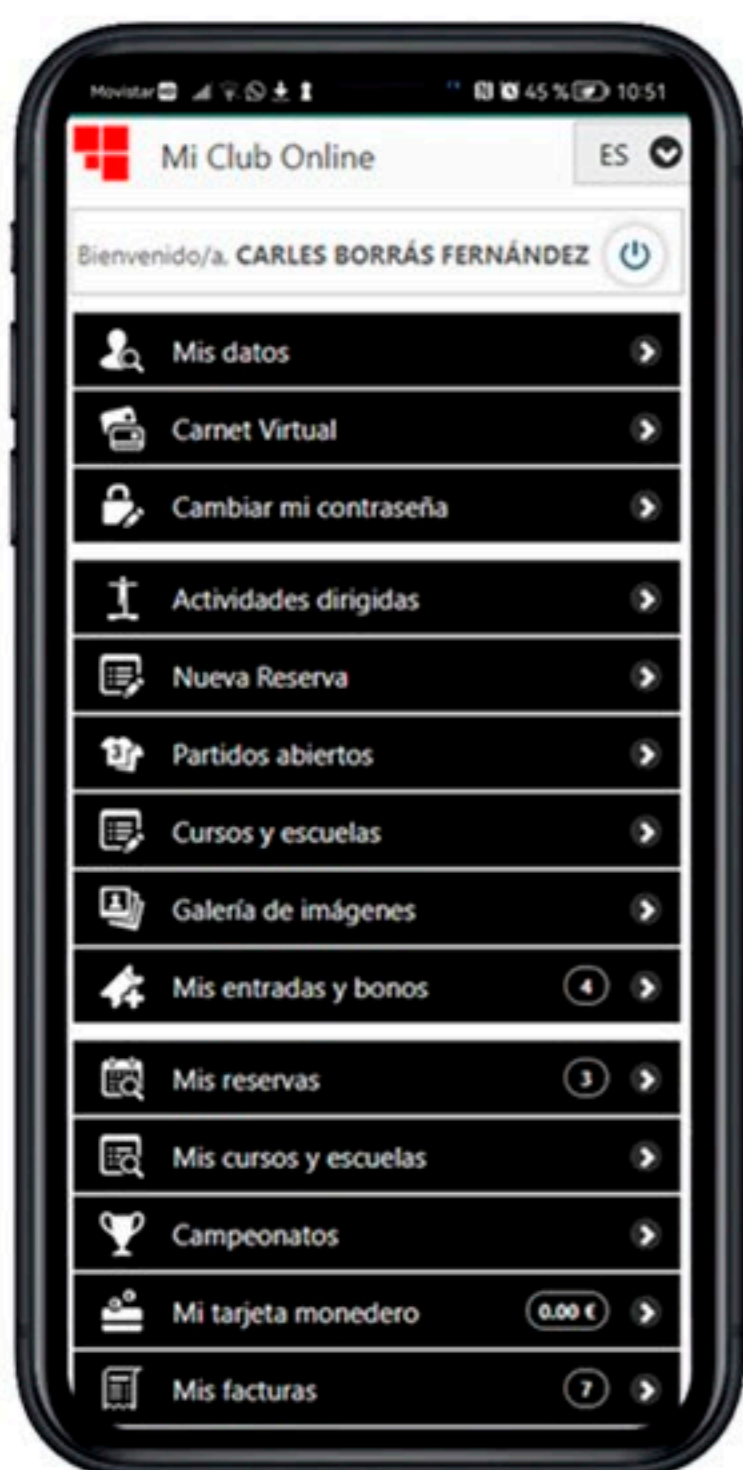 Movistar HD 45 % 10:51
Mi Club Online ES
Bienvenido/a. CARLES BORRÁS FERNÁNDEZ
Mis datos
Carnet Virtual
Cambiar mi contraseña
Actividades dirigidas
Nueva Reserva
3 Partidos abiertos
Cursos y escuelas
Galería de imágenes
Mis entradas y bonos 4
Mis reservas 3
Mis cursos y escuelas
Campeonatos
Mi tarjeta monedero 0.00 €
Mis facturas 7